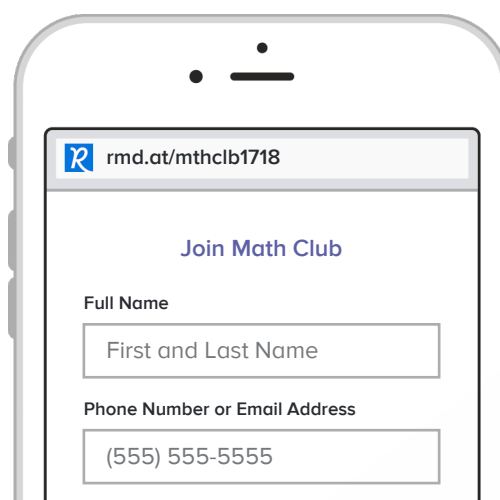 rmd.at/mthclb1718
Join Math Club
Full Name
First and Last Name
Phone Number or Email Address
(555) 555-5555